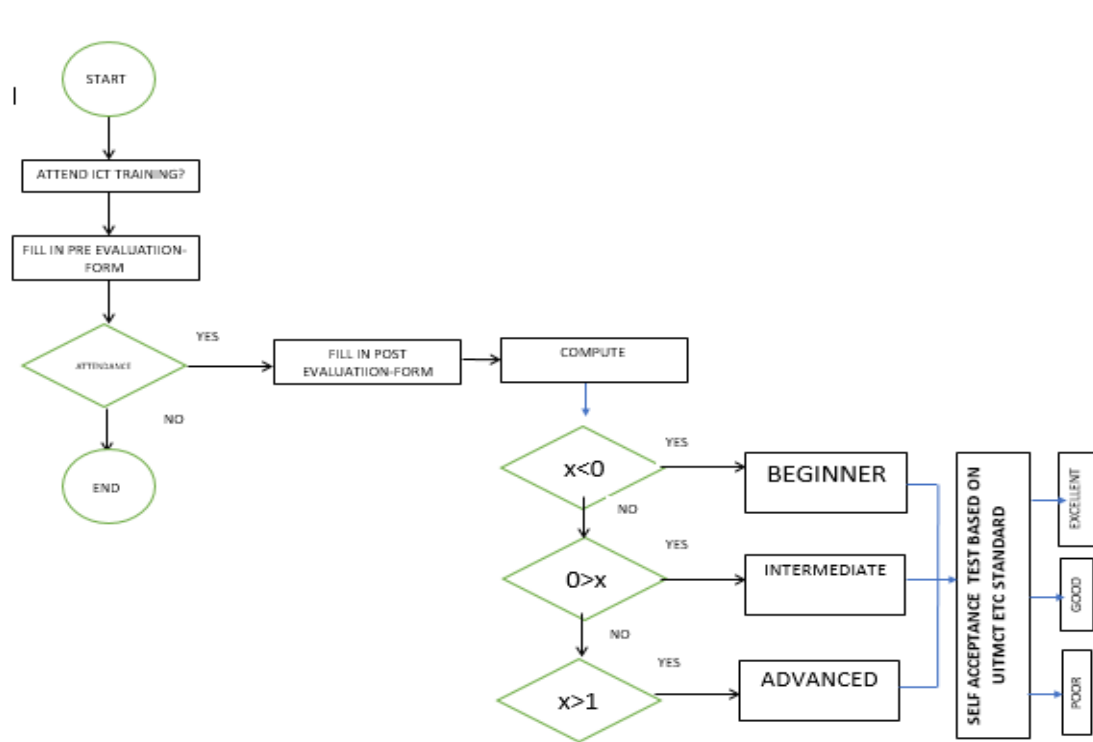 START
ATTEND ICT TRAINING?
FILL IN PRE EVALUATIION-
FORM
ATTENDANCE
YES
NO
END
FILL IN POST
EVALUATIION-FORM
COMPUTE
x<0
YES
BEGINNER
NO
0>x
YES
INTERMEDIATE
NO
x>1
YES
ADVANCED
SELF ACCEPTANCE TEST BASED ON
UITMCT ETC STANDARD
EXCELLENT
GOOD
POOR